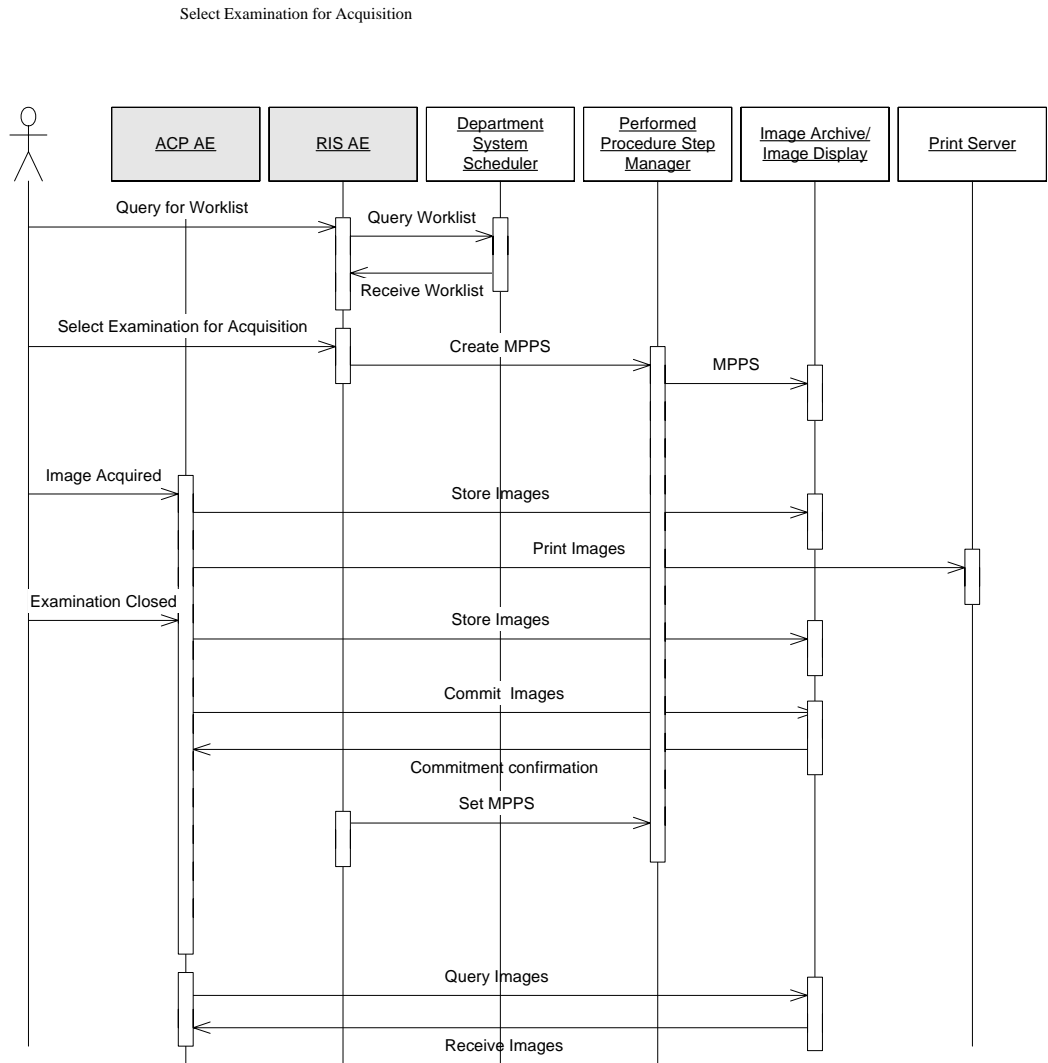 Select Examination for Acquisition
ACP AE
RIS AE
Department
System
Scheduler
Performed
Procedure Step
Manager
Image Archive/
Image Display
Print Server
Query for Worklist
Query Worklist
Receive Worklist
Select Examination for Acquisition
Create MPPS
MPPS
Image Acquired
Store Images
Print Images
Examination Closed
Store Images
Commit Images
Commitment confirmation
Set MPPS
Query Images
Receive Images